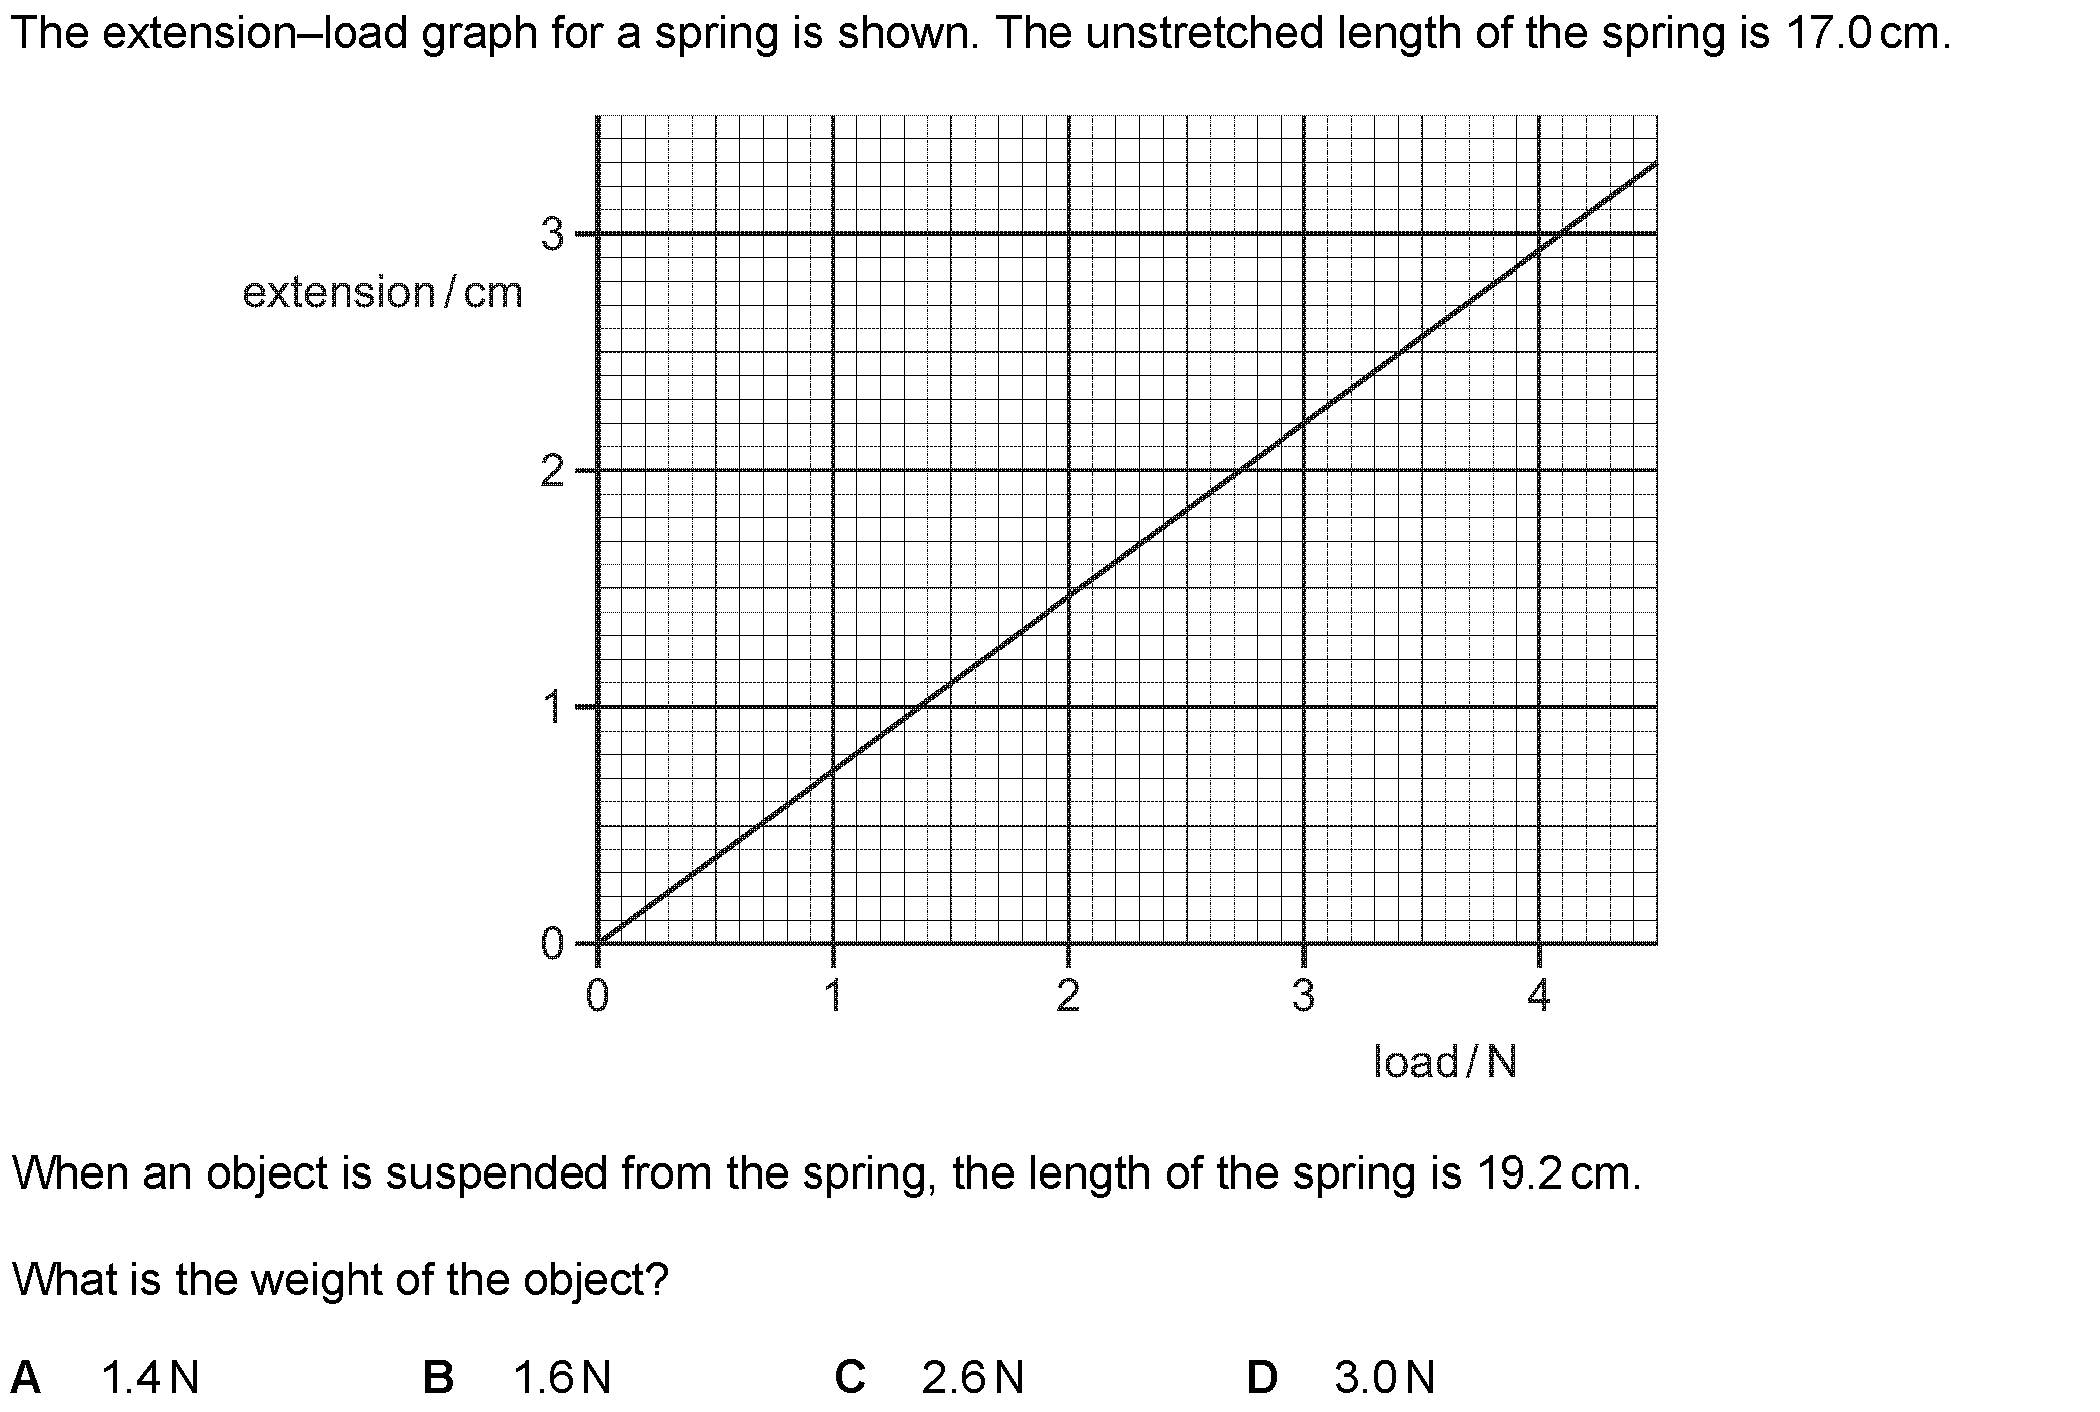 The extension–load graph for a spring is shown. The unstretched length of the spring is 17.0 cm.
3
extension / cm
2
1
0
0 1 2 3 4
load / N
When an object is suspended from the spring, the length of the spring is 19.2 cm.
What is the weight of the object?
A 1.4 N B 1.6 N C 2.6 N D 3.0 N